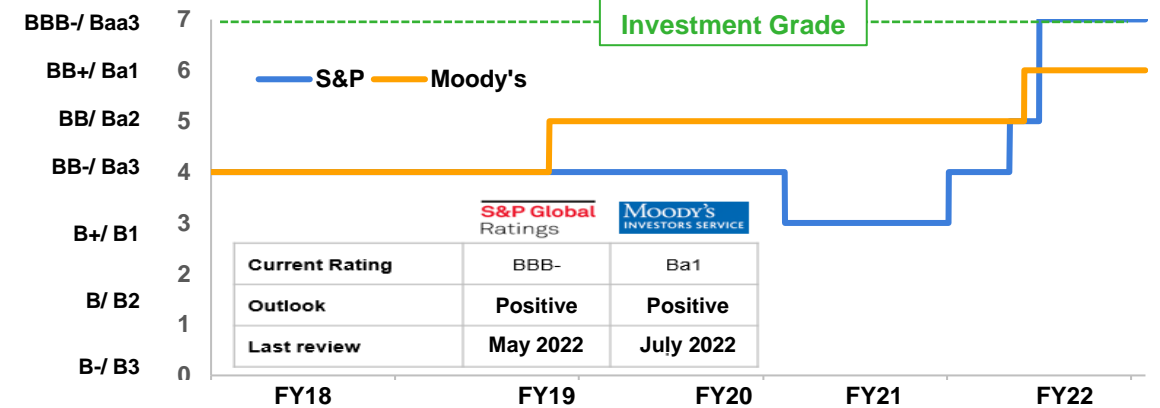 Investment Grade
BBB-/ Baa3
7
BB+/ Ba1
6
S&P
Moody's
BB/ Ba2
5
BB-/ Ba3
4
S&P Global
Ratings
MOODY'S
INVESTORS SERVICE
B+/ B1
3
Current Rating BBB- Ba1
2
B/ B2
Outlook Positive Positive
1
Last review May 2022 July 2022
B-/ B3
0
FY18 FY19 FY20 FY21 FY22